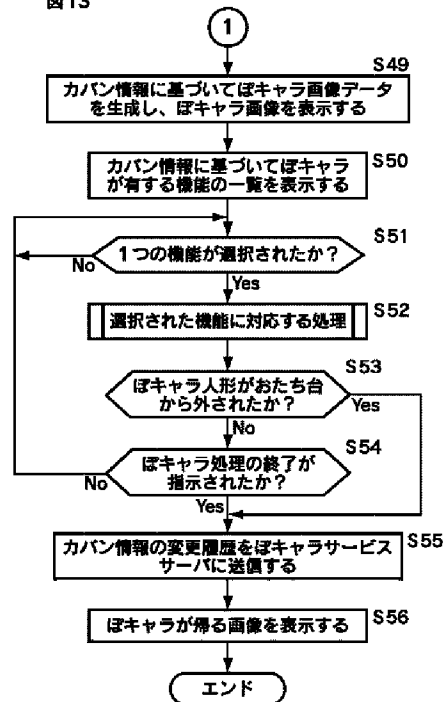 図13
1
S49
カバン情報に基づいてぽキャラ画像データ
を生成し、ぽキャラ画像を表示する
S50
カバン情報に基づいてぽキャラ
が有する機能の一覧を表示する
S51
1つの機能が選択されたか?
No
Yes
S52
選択された機能に対応する処理
S53
ぽキャラ人形がおたち台
から外されたか?
Yes
No
S54
ぽキャラ処理の終了が
指示されたか?
No
Yes
S55
カバン情報の変更履歴をぽキャラサービス
サーバに送信する
S56
ぽキャラが帰る画像を表示する
エンド